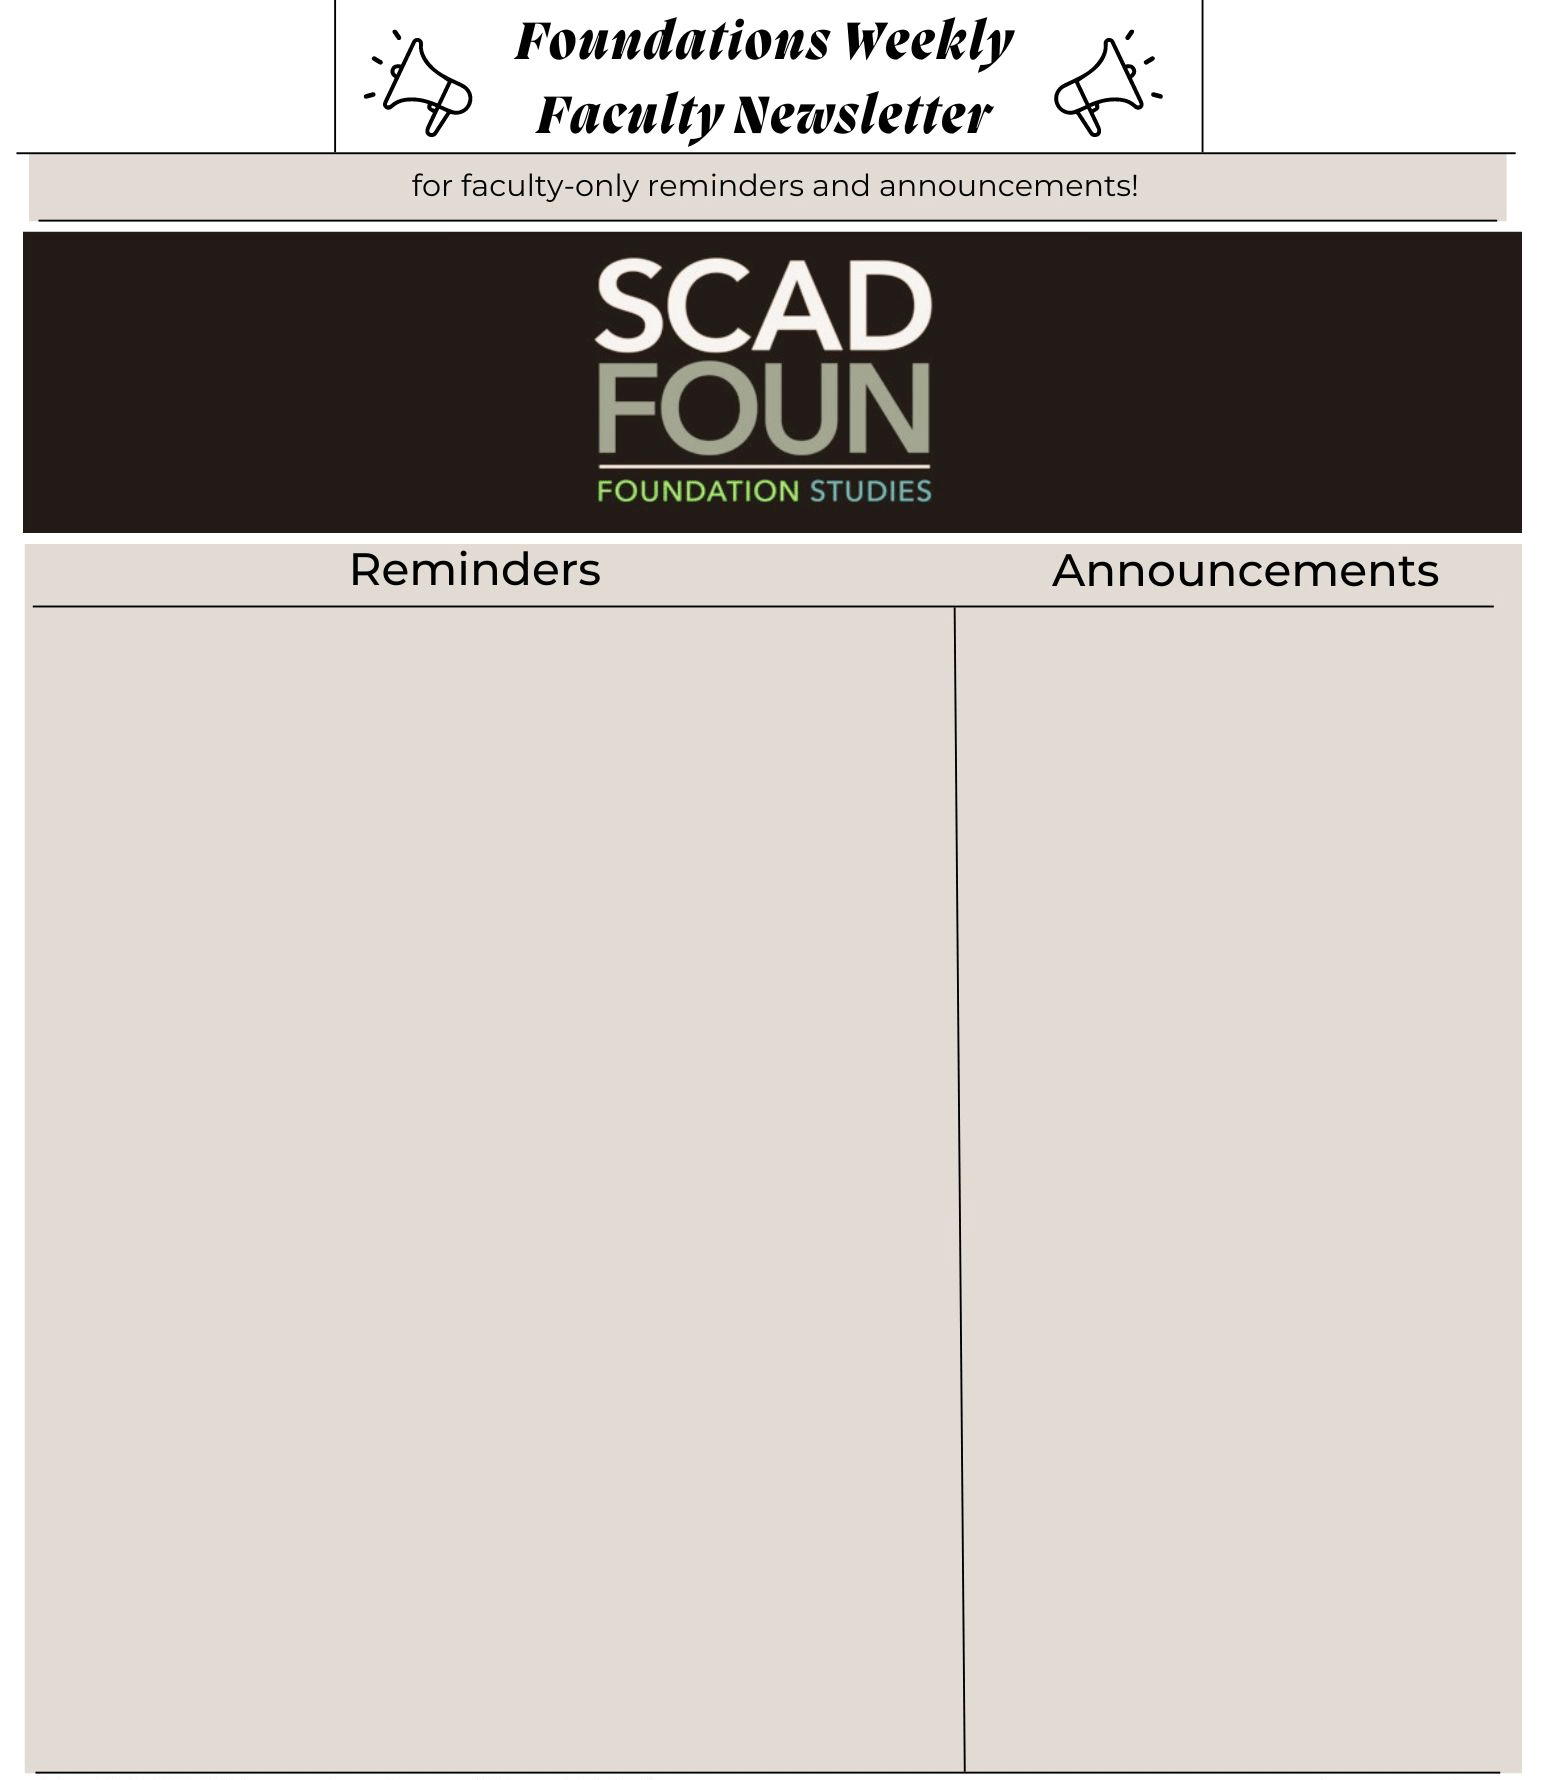 Foundations Weekly
Faculty Newsletter
for faculty-only reminders and announcements!
SCAD
FOUN
FOUNDATION STUDIES
Reminders
Announcements